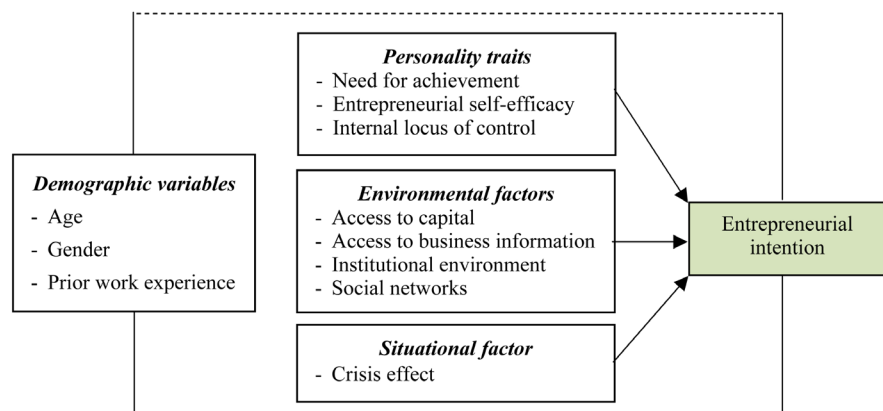 Personality traits
- Need for achievement
- Entrepreneurial self-efficacy
- Internal locus of control
Demographic variables
- Age
- Gender
- Prior work experience
Environmental factors
- Access to capital
- Access to business information
- Institutional environment
- Social networks
Situational factor
- Crisis effect
Entrepreneurial
intention